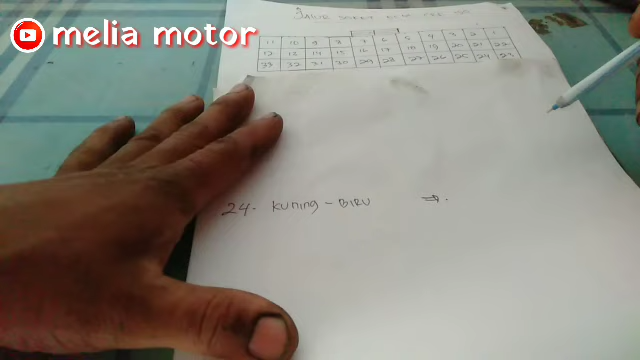 melia motor
JALUR SOKET
11 10 9 8 7 6 5 4 3 2 1
12 13 14 15 16 17 18 19 20 21 22
33 32 31 30 29 28 27 26 25 24 23
24. KUNING - BIRU ⇒.